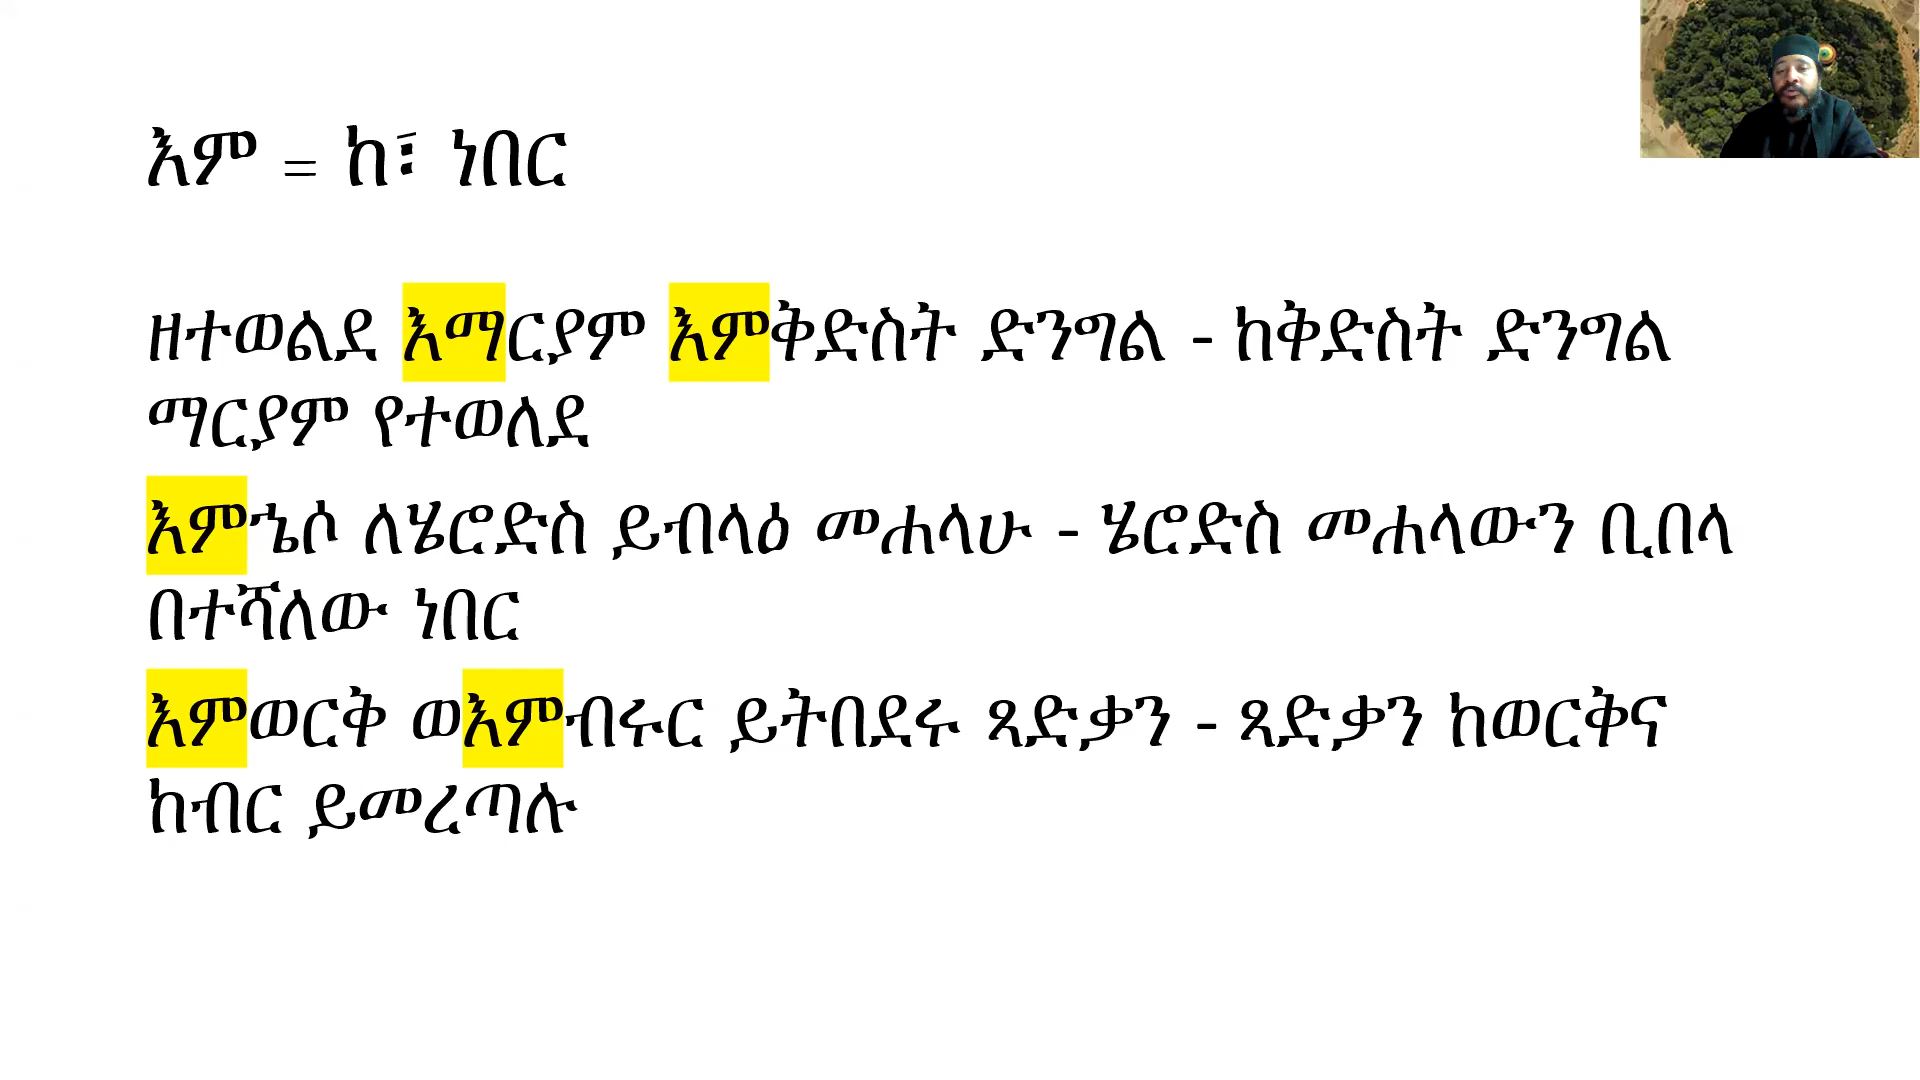 እም = ከ፣ ነበር
ዘተወልደ እማርያም እምቅድስት ድንግል - ከቅድስት ድንግል
ማርያም የተወለደ
እምኄሶ ለሄሮድስ ይብላዕ መሐላሁ - ሄሮድስ መሐላውን ቢበላ
በተሻለው ነበር
እምወርቅ ወእምብሩር ይትበደሩ ጻድቃን - ጻድቃን ከወርቅና
ከብር ይመረጣሉ